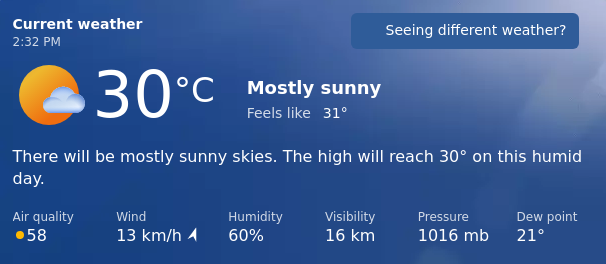 Current weather
2:32 PM
Seeing different weather?
30°C
Mostly sunny
Feels like 31°
There will be mostly sunny skies. The high will reach 30° on this humid
day.
Air quality Wind Humidity Visibility Pressure Dew point
58 13 km/h 60% 16 km 1016 mb 21°